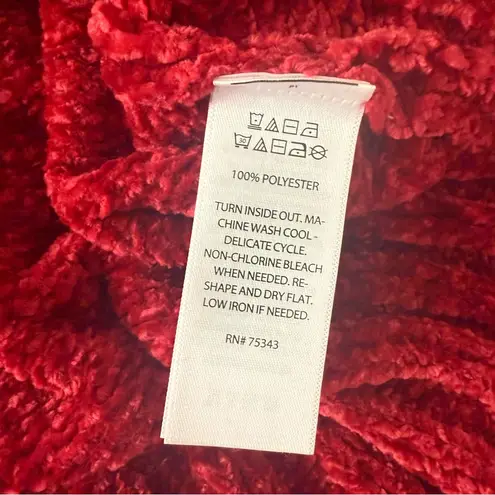 30
100% POLYESTER
TURN INSIDE OUT. MA-
CHINE WASH COOL -
DELICATE CYCLE.
NON-CHLORINE BLEACH
WHEN NEEDED. RE-
SHAPE AND DRY FLAT.
LOW IRON IF NEEDED.
RN# 75343